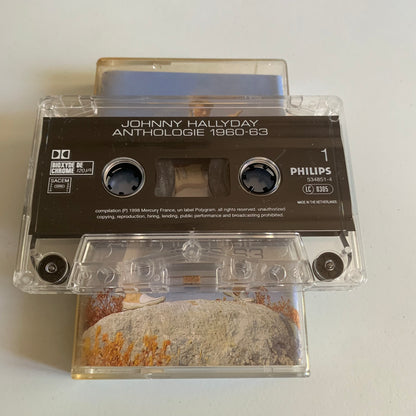 JOHNNY HALLYDAY
ANTHOLOGIE 1960-63
1
BIOXYDE DE
CHROME 120µs
SACEM
PHILIPS
534851-4
LC 0305
MADE IN THE NETHERLANDS
compilation (P) 1998 Mercury France, un label Polygram. all rights reserved. unauthorized
copying, reproduction, hiring, lending, public performance and broadcasting prohibited.